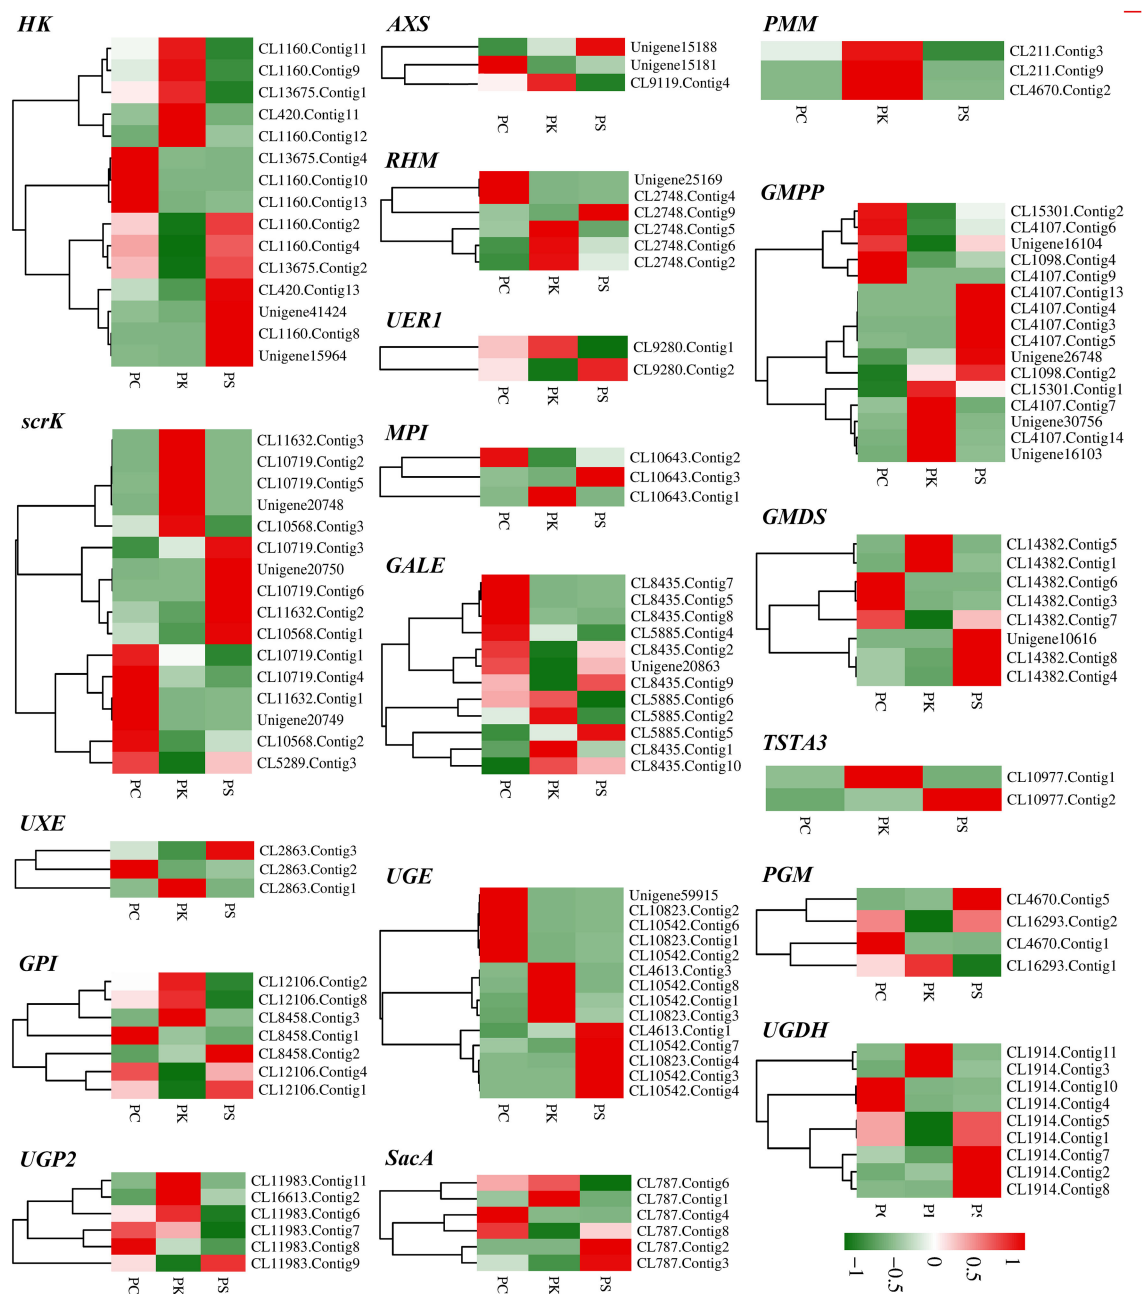 HK
CL1160.Contig11
CL1160.Contig9
CL13675.Contig1
CL420.Contig11
CL1160.Contig12
CL13675.Contig4
CL1160.Contig10
CL1160.Contig13
CL1160.Contig2
CL1160.Contig4
CL13675.Contig2
CL420.Contig13
Unigene41424
CL1160.Contig8
Unigene15964
PC PK PS
scrK
CL11632.Contig3
CL10719.Contig2
CL10719.Contig5
Unigene20748
CL10568.Contig3
CL10719.Contig3
Unigene20750
CL10719.Contig6
CL11632.Contig2
CL10568.Contig1
CL10719.Contig1
CL10719.Contig4
CL11632.Contig1
Unigene20749
CL10568.Contig2
CL5289.Contig3
PC PK PS
UXE
CL2863.Contig3
CL2863.Contig2
CL2863.Contig1
PC PK PS
GPI
CL12106.Contig2
CL12106.Contig8
CL8458.Contig3
CL8458.Contig1
CL8458.Contig2
CL12106.Contig4
CL12106.Contig1
PC PK PS
UGP2
CL11983.Contig11
CL16613.Contig2
CL11983.Contig6
CL11983.Contig7
CL11983.Contig8
CL11983.Contig9
PC PK PS
AXS
Unigene15188
Unigene15181
CL9119.Contig4
PC PK PS
RHM
Unigene25169
CL2748.Contig4
CL2748.Contig9
CL2748.Contig5
CL2748.Contig6
CL2748.Contig2
PC PK PS
UER1
CL9280.Contig1
CL9280.Contig2
PC PK PS
MPI
CL10643.Contig2
CL10643.Contig3
CL10643.Contig1
PC PK PS
GALE
CL8435.Contig7
CL8435.Contig5
CL8435.Contig8
CL5885.Contig4
CL8435.Contig2
Unigene20863
CL8435.Contig9
CL5885.Contig6
CL5885.Contig2
CL5885.Contig5
CL8435.Contig1
CL8435.Contig10
PC PK PS
UGE
Unigene59915
CL10823.Contig2
CL10542.Contig6
CL10823.Contig1
CL10542.Contig2
CL4613.Contig3
CL10542.Contig8
CL10542.Contig1
CL10823.Contig3
CL4613.Contig1
CL10542.Contig7
CL10823.Contig4
CL10542.Contig3
CL10542.Contig4
PC PK PS
SacA
CL787.Contig6
CL787.Contig1
CL787.Contig4
CL787.Contig8
CL787.Contig2
CL787.Contig3
PC PK PS
PMM
CL211.Contig3
CL211.Contig9
CL4670.Contig2
PC PK PS
GMPP
CL15301.Contig2
CL4107.Contig6
Unigene16104
CL1098.Contig4
CL4107.Contig9
CL4107.Contig13
CL4107.Contig4
CL4107.Contig3
CL4107.Contig5
Unigene26748
CL1098.Contig2
CL15301.Contig1
CL4107.Contig7
Unigene30756
CL4107.Contig14
Unigene16103
PC PK PS
GMDS
CL14382.Contig5
CL14382.Contig1
CL14382.Contig6
CL14382.Contig3
CL14382.Contig7
Unigene10616
CL14382.Contig8
CL14382.Contig4
PC PK PS
TSTA3
CL10977.Contig1
CL10977.Contig2
PC PK PS
PGM
CL4670.Contig5
CL16293.Contig2
CL4670.Contig1
CL16293.Contig1
PC PK PS
UGDH
CL1914.Contig11
CL1914.Contig3
CL1914.Contig10
CL1914.Contig4
CL1914.Contig5
CL1914.Contig1
CL1914.Contig7
CL1914.Contig2
CL1914.Contig8
−1 −0.5 0 0.5 1